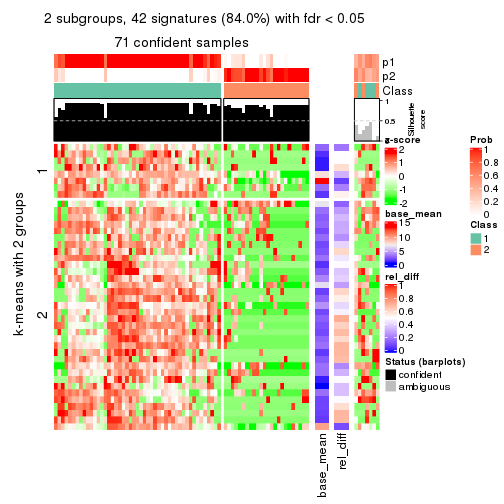 2 subgroups, 42 signatures (84.0%) with fdr < 0.05
71 confident samples
p1
p2
Class
1
0.5
0
Silhouette
score
k-means with 2 groups
1
2
base_mean
rel_diff
z-score
2
1
0
-1
-2
base_mean
15
10
5
0
rel_diff
1
0.8
0.6
0.4
0.2
0
Status (barplots)
confident
ambiguous
Prob
1
0.8
0.6
0.4
0.2
0
Class
1
2